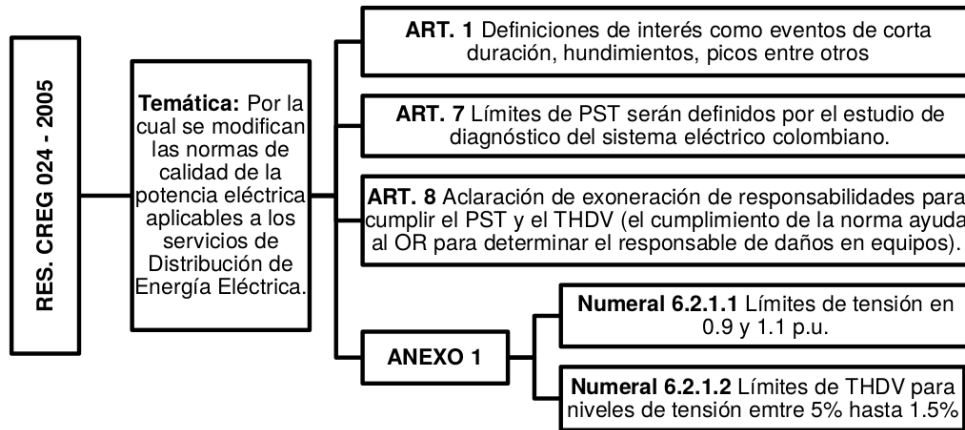 RES. CREG 024 - 2005
Temática: Por la
cual se modifican
las normas de
calidad de la
potencia eléctrica
aplicables a los
servicios de
Distribución de
Energía Eléctrica.
ART. 1 Definiciones de interés como eventos de corta
duración, hundimientos, picos entre otros
ART. 7 Límites de PST serán definidos por el estudio de
diagnóstico del sistema eléctrico colombiano.
ART. 8 Aclaración de exoneración de responsabilidades para
cumplir el PST y el THDV (el cumplimiento de la norma ayuda
al OR para determinar el responsable de daños en equipos).
ANEXO 1
Numeral 6.2.1.1 Límites de tensión en
0.9 y 1.1 p.u.
Numeral 6.2.1.2 Límites de THDV para
niveles de tensión emtre 5% hasta 1.5%